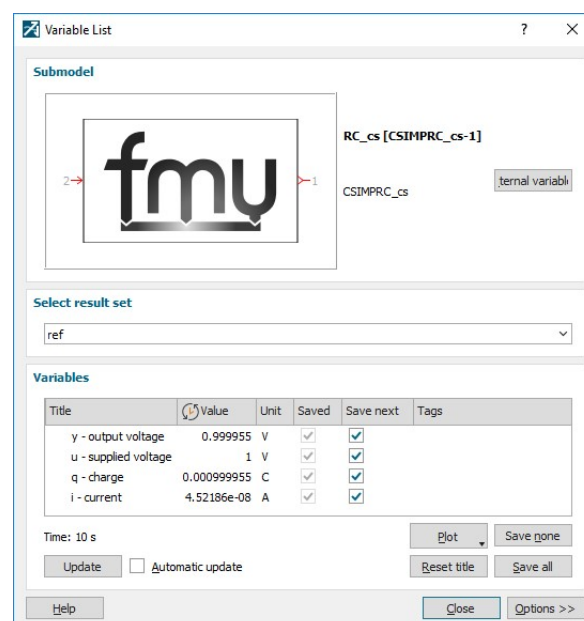 Variable List ? X
Submodel
2 fmu 1
RC_cs [CSIMPRC_cs-1]
CSIMPRC_cs
ternal variabl
Select result set
ref
Variables
Title Value Unit Saved Save next Tags
y - output voltage 0.999955 V
u - supplied voltage 1 V
q - charge 0.000999955 C
i - current 4.52186e-08 A
Time: 10 s
Plot Save none
Update Automatic update Reset title Save all
Help Close Options >>